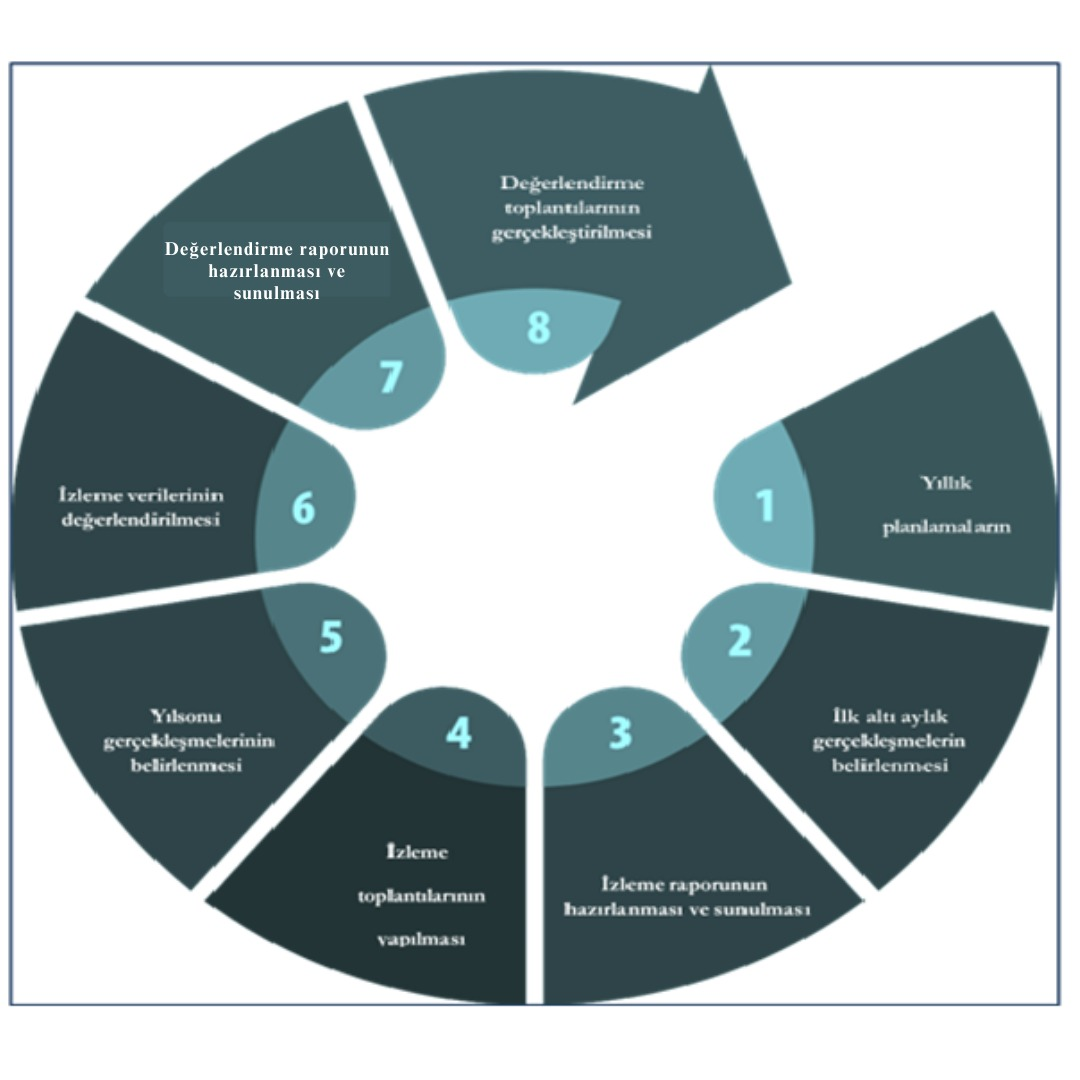 1
Yıllık
planlamaların
2
İlk altı aylık
gerçekleşmelerin
belirlenmesi
3
İzleme raporunun
hazırlanması ve sunulması
4
İzleme
toplantılarının
yapılması
5
Yılsonu
gerçekleşmelerinin
belirlenmesi
6
İzleme verilerinin
değerlendirilmesi
7
Değerlendirme raporunun
hazırlanması ve
sunulması
8
Değerlendirme
toplantılarının
gerçekleştirilmesi